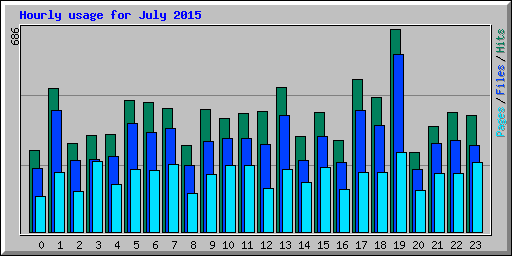 Hourly usage for July 2015
686
Pages/Files/Hits
0 1 2 3 4 5 6 7 8 9 10 11 12 13 14 15 16 17 18 19 20 21 22 23